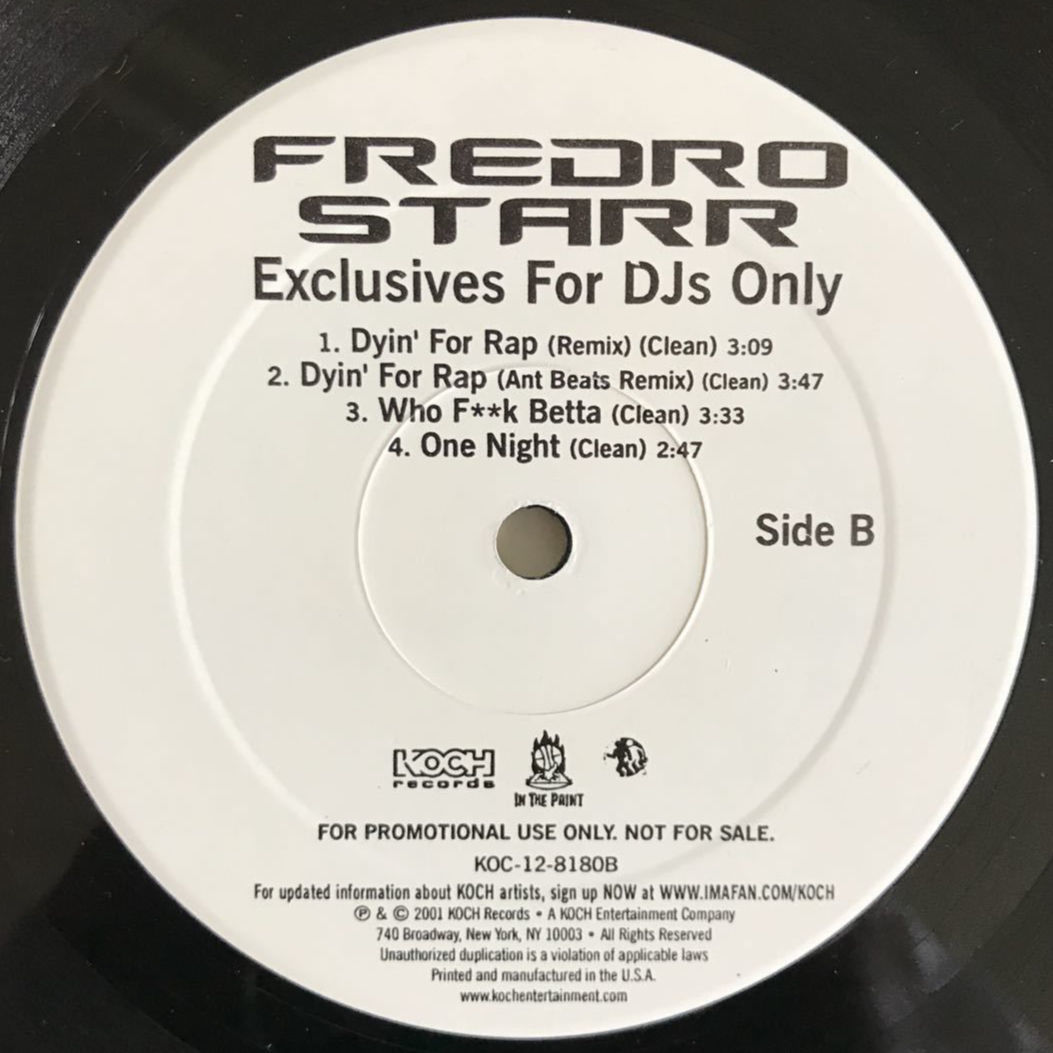 FREDRO
STARR
Exclusives For DJs Only
1. Dyin' For Rap (Remix) (Clean) 3:09
2. Dyin' For Rap (Ant Beats Remix) (Clean) 3:47
3. Who F**k Betta (Clean) 3:33
4. One Night (Clean) 2:47
Side B
KOCH
records
IN THE PAINT
FOR PROMOTIONAL USE ONLY. NOT FOR SALE.
KOC-12-8180B
For updated information about KOCH artists, sign up NOW at WWW.IMAFAN.COM/KOCH
℗ & © 2001 KOCH Records • A KOCH Entertainment Company
740 Broadway, New York, NY 10003 • All Rights Reserved
Unauthorized duplication is a violation of applicable laws
Printed and manufactured in the U.S.A.
www.kochentertainment.com